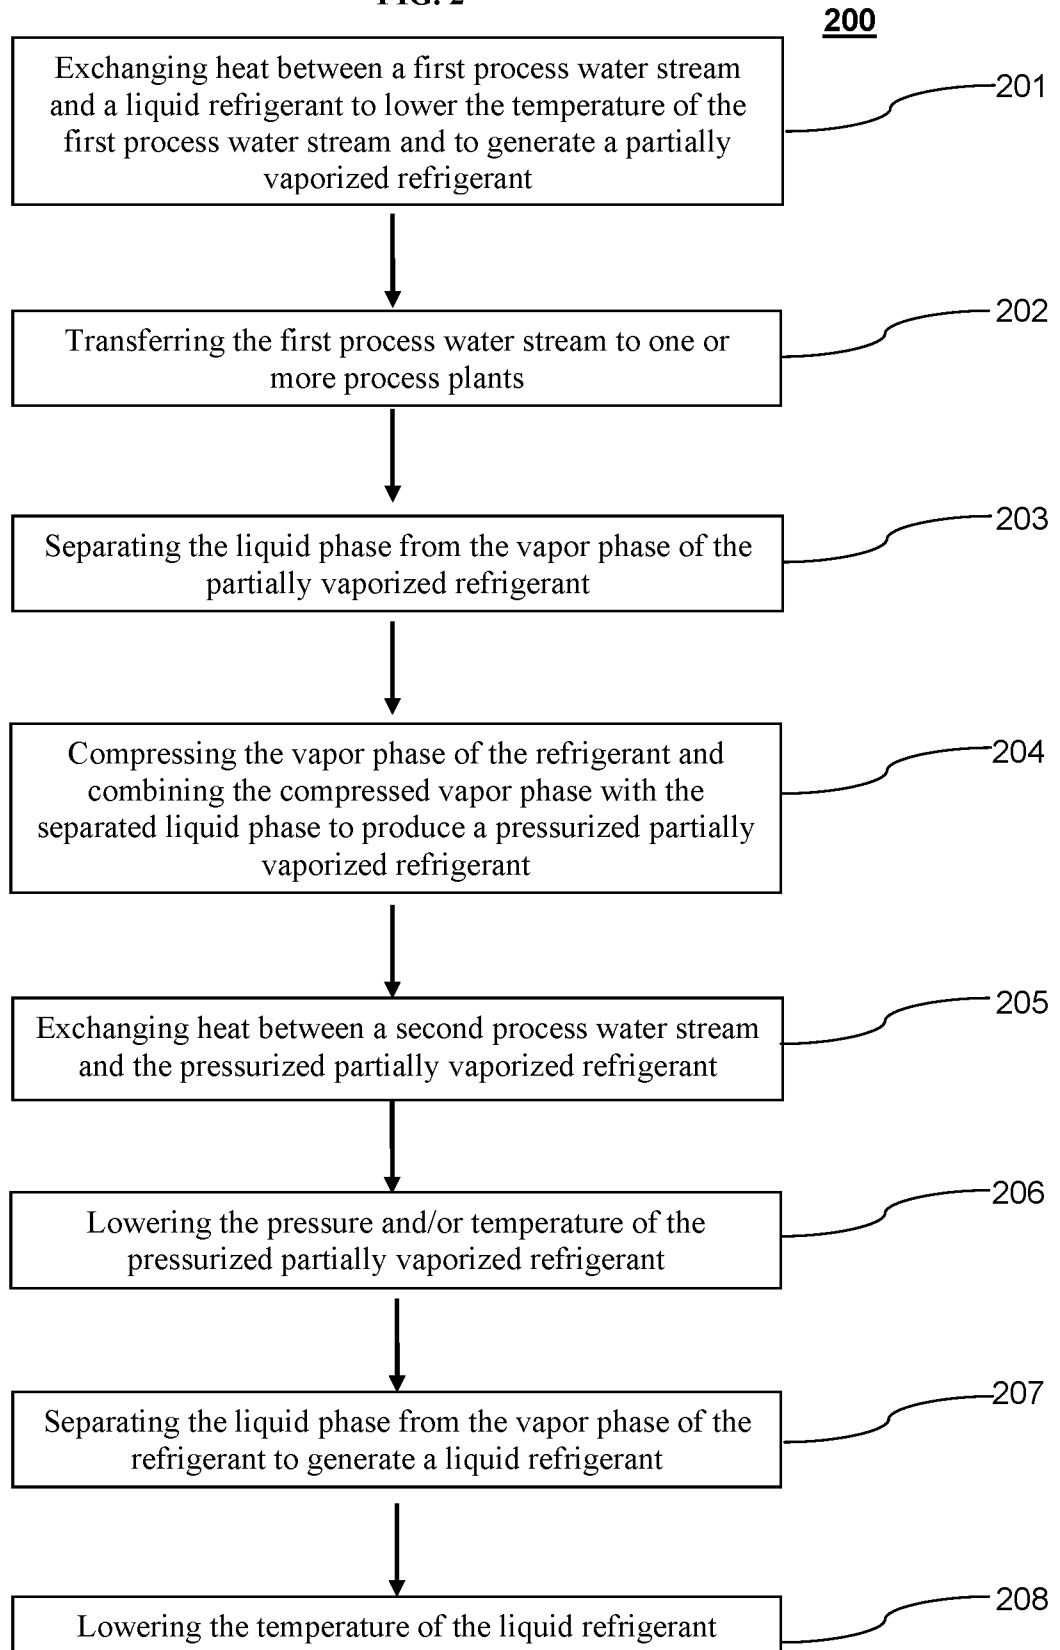 FIG. 2
200
Exchanging heat between a first process water stream
and a liquid refrigerant to lower the temperature of the
first process water stream and to generate a partially
vaporized refrigerant
201
Transferring the first process water stream to one or
more process plants
202
Separating the liquid phase from the vapor phase of the
partially vaporized refrigerant
203
Compressing the vapor phase of the refrigerant and
combining the compressed vapor phase with the
separated liquid phase to produce a pressurized partially
vaporized refrigerant
204
Exchanging heat between a second process water stream
and the pressurized partially vaporized refrigerant
205
Lowering the pressure and/or temperature of the
pressurized partially vaporized refrigerant
206
Separating the liquid phase from the vapor phase of the
refrigerant to generate a liquid refrigerant
207
Lowering the temperature of the liquid refrigerant
208